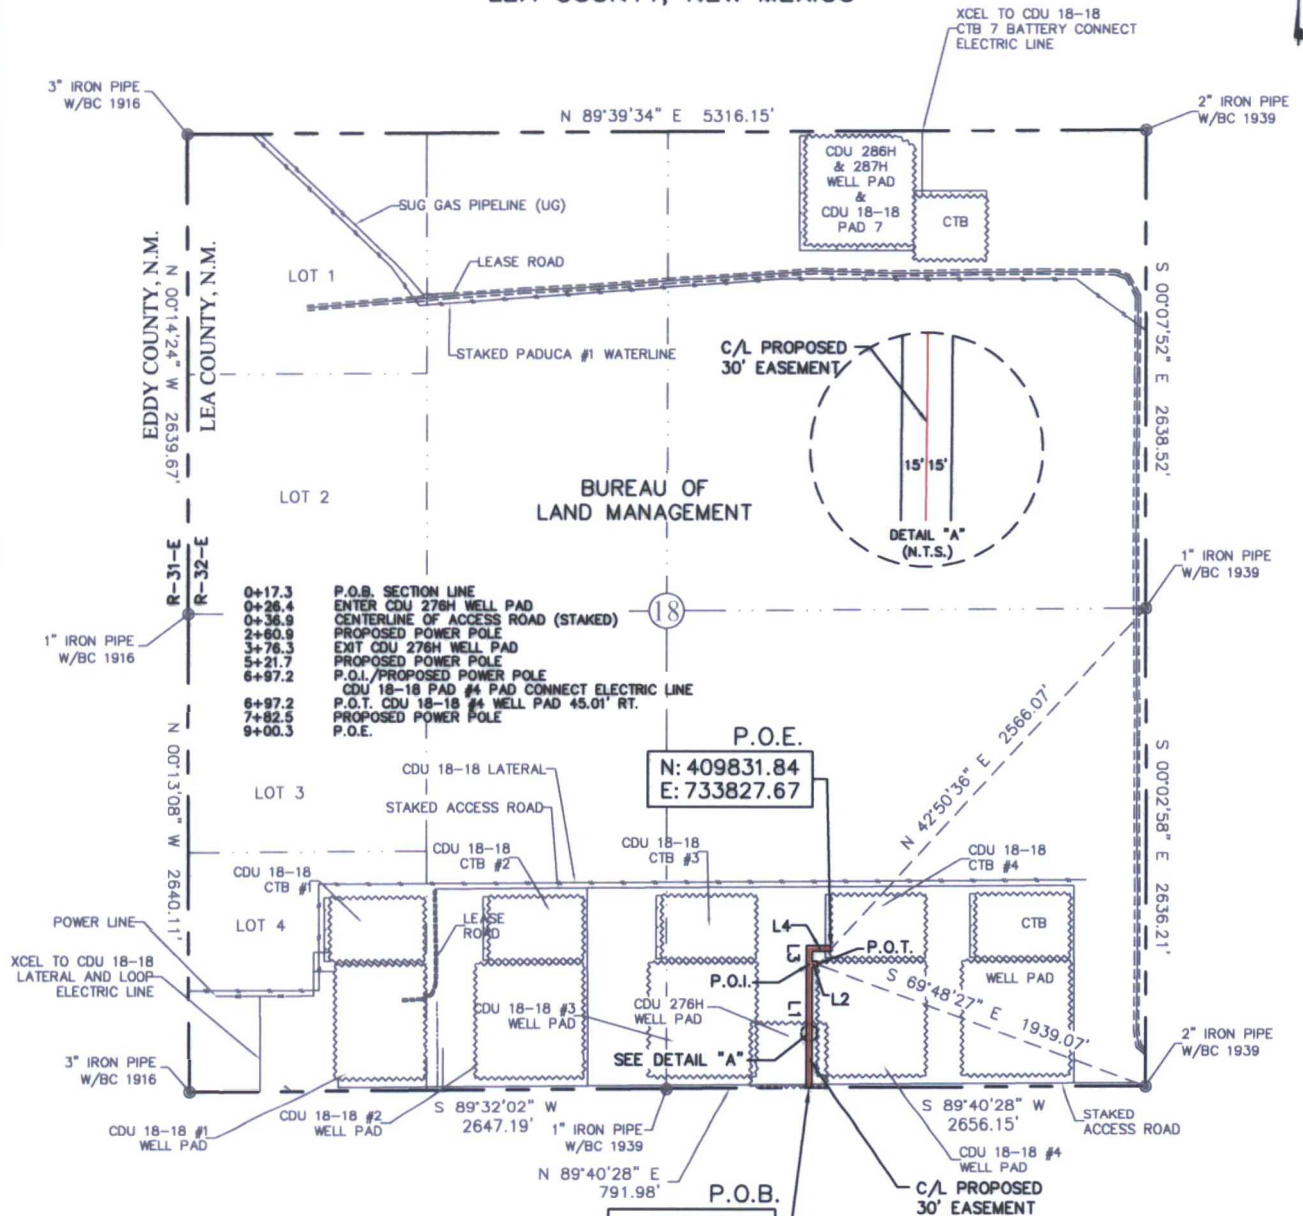 LEA COUNTY, NEW MEXICO
XCEL TO CDU 18-18
CTB 7 BATTERY CONNECT
ELECTRIC LINE
3" IRON PIPE
W/BC 1916
N 89°39'34" E 5316.15'
2" IRON PIPE
W/BC 1939
CDU 286H
& 287H
WELL PAD
&
CDU 18-18
PAD 7
CTB
SUG GAS PIPELINE (UG)
LOT 1
LEASE ROAD
STAKED PADUCA #1 WATERLINE
EDDY COUNTY, N.M.
N 00°14'24" W 2639.67'
LEA COUNTY, N.M.
S 00°07'52" E 2638.52'
C/L PROPOSED
30' EASEMENT
15' 15'
DETAIL "A"
(N.T.S.)
LOT 2
BUREAU OF
LAND MANAGEMENT
R-31-E
R-32-E
1" IRON PIPE
W/BC 1939
18
1" IRON PIPE
W/BC 1916
0+17.3 P.O.B. SECTION LINE
0+26.4 ENTER CDU 276H WELL PAD
0+36.9 CENTERLINE OF ACCESS ROAD (STAKED)
2+60.9 PROPOSED POWER POLE
3+76.3 EXIT CDU 276H WELL PAD
5+21.7 PROPOSED POWER POLE
6+97.2 P.O.I./PROPOSED POWER POLE
CDU 18-18 PAD #4 PAD CONNECT ELECTRIC LINE
6+97.2 P.O.T. CDU 18-18 #4 WELL PAD 45.01' RT.
7+82.5 PROPOSED POWER POLE
9+00.3 P.O.E.
P.O.E.
N: 409831.84
E: 733827.67
N 42°50'36" E 2566.07'
N 00°13'08" W 2640.11'
S 00°02'58" E 2636.21'
LOT 3
CDU 18-18 LATERAL
STAKED ACCESS ROAD
CDU 18-18
CTB #1
CDU 18-18
CTB #2
CDU 18-18
CTB #3
CDU 18-18
CTB #4
LOT 4
POWER LINE
LEASE
ROAD
CTB
L4
L3
P.O.T.
P.O.I.
L2
L1
XCEL TO CDU 18-18
LATERAL AND LOOP
ELECTRIC LINE
WELL PAD
S 69°48'27" E 1939.07'
CDU 18-18 #3
WELL PAD
CDU 276H
WELL PAD
SEE DETAIL "A"
3" IRON PIPE
W/BC 1916
2" IRON PIPE
W/BC 1939
CDU 18-18 #1
WELL PAD
CDU 18-18 #2
WELL PAD
S 89°32'02" W
2647.19'
1" IRON PIPE
W/BC 1939
S 89°40'28" W
2656.15'
STAKED
ACCESS ROAD
CDU 18-18 #4
WELL PAD
N 89°40'28" E
791.98'
P.O.B.
C/L PROPOSED
30' EASEMENT